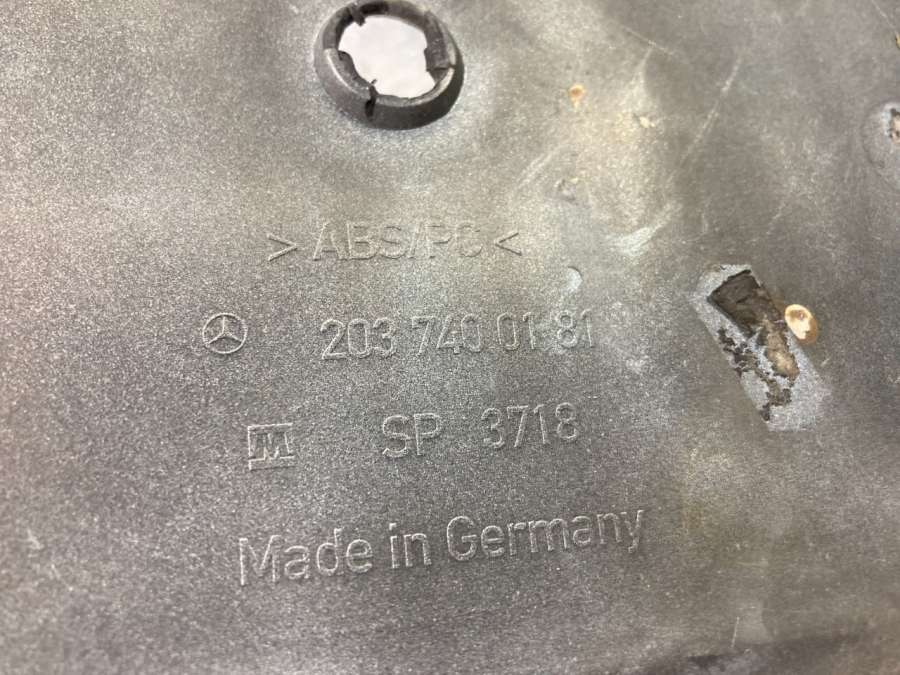 >ABS/PC<
203 740 01 81
M SP 3718
Made in Germany